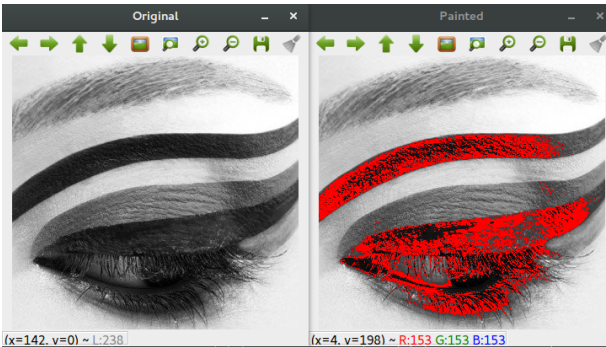 Original
Painted
(x=142, y=0) ~ L:238
(x=4, y=198) ~ R:153 G:153 B:153